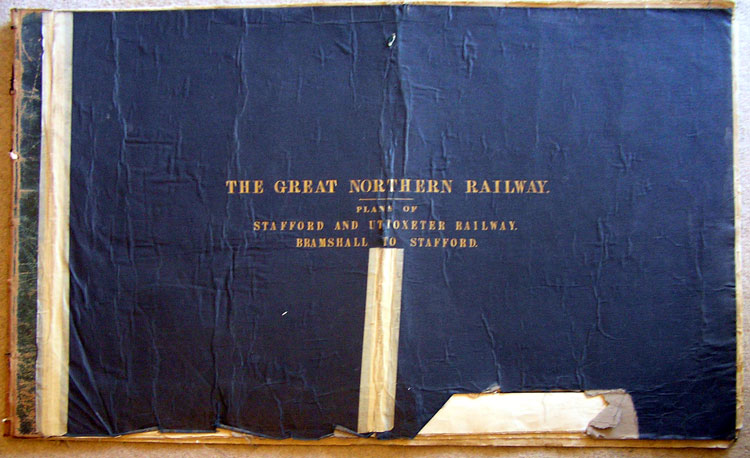 THE GREAT NORTHERN RAILWAY.
PLANS OF
STAFFORD AND UTTOXETER RAILWAY.
BRAMSHALL TO STAFFORD.